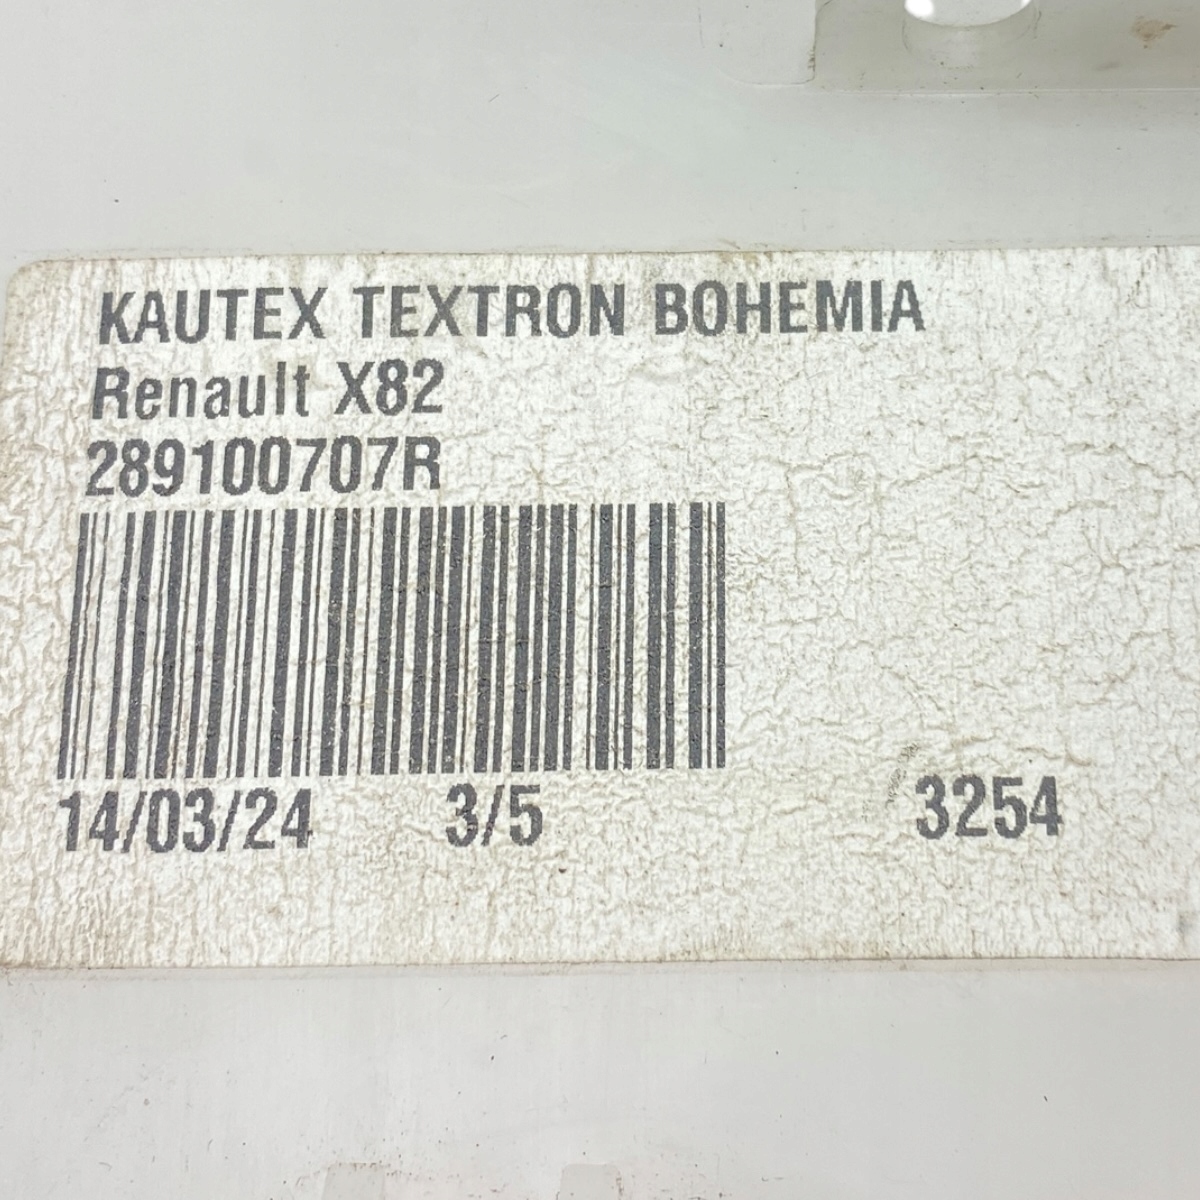 KAUTEX TEXTRON BOHEMIA
Renault X82
289100707R
14/03/24 3/5 3254